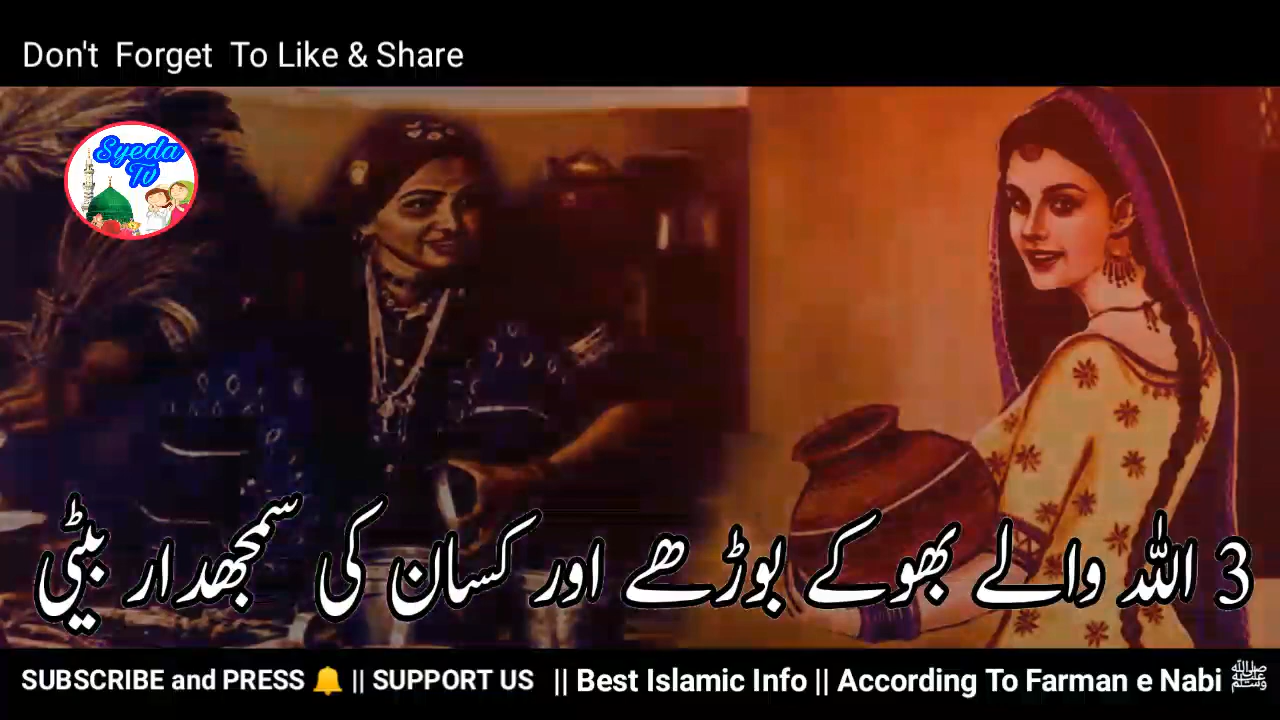 Don't Forget To Like & Share
Syeda
Tv
3 اللہ والے بھوکے بوڑھے اور کسان کی سمجھدار بیٹی
SUBSCRIBE and PRESS 🔔 || SUPPORT US || Best Islamic Info || According To Farman e Nabi ﷺ